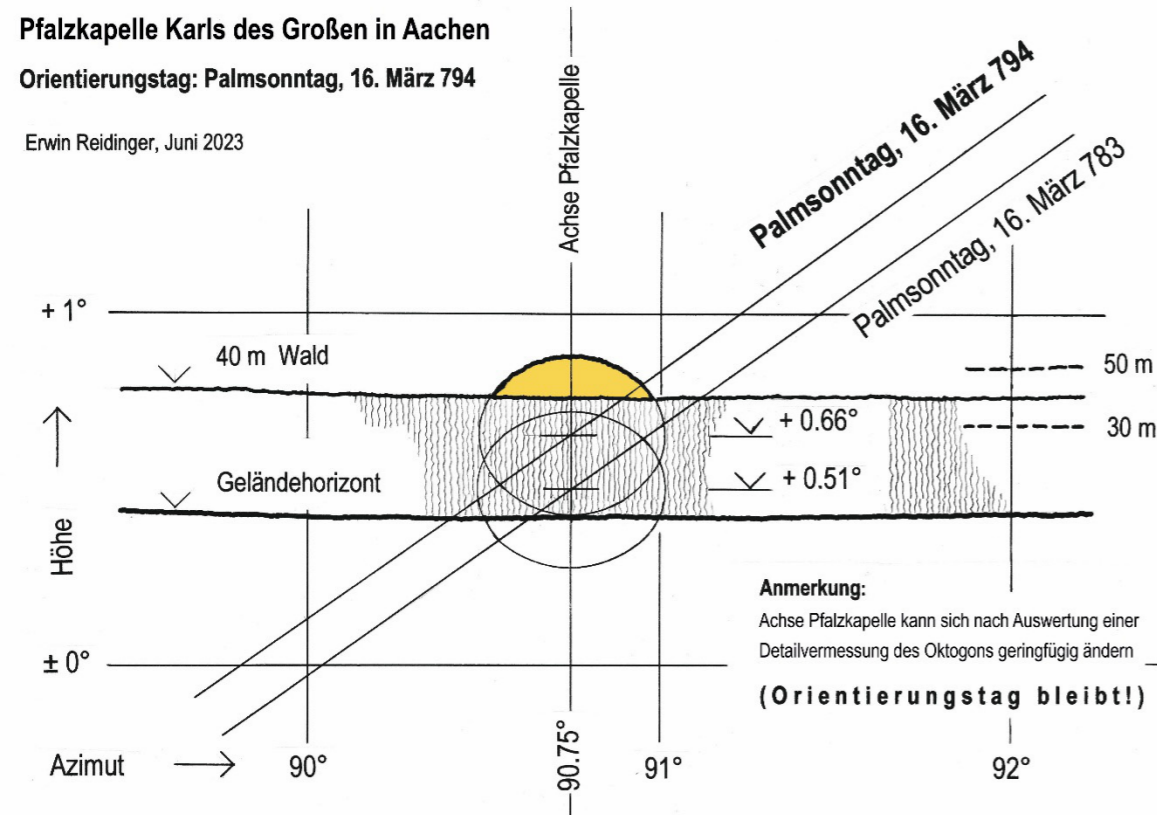 Pfalzkapelle Karls des Großen in Aachen
Orientierungstag: Palmsonntag, 16. März 794
Erwin Reidinger, Juni 2023
Achse Pfalzkapelle
Palmsonntag, 16. März 794
Palmsonntag, 16. März 783
+ 1°
40 m Wald
50 m
+ 0.66°
30 m
Geländehorizont
+ 0.51°
Höhe
Anmerkung:
Achse Pfalzkapelle kann sich nach Auswertung einer
Detailvermessung des Oktogons geringfügig ändern
(Orientierungstag bleibt!)
± 0°
Azimut
90°
90.75°
91°
92°